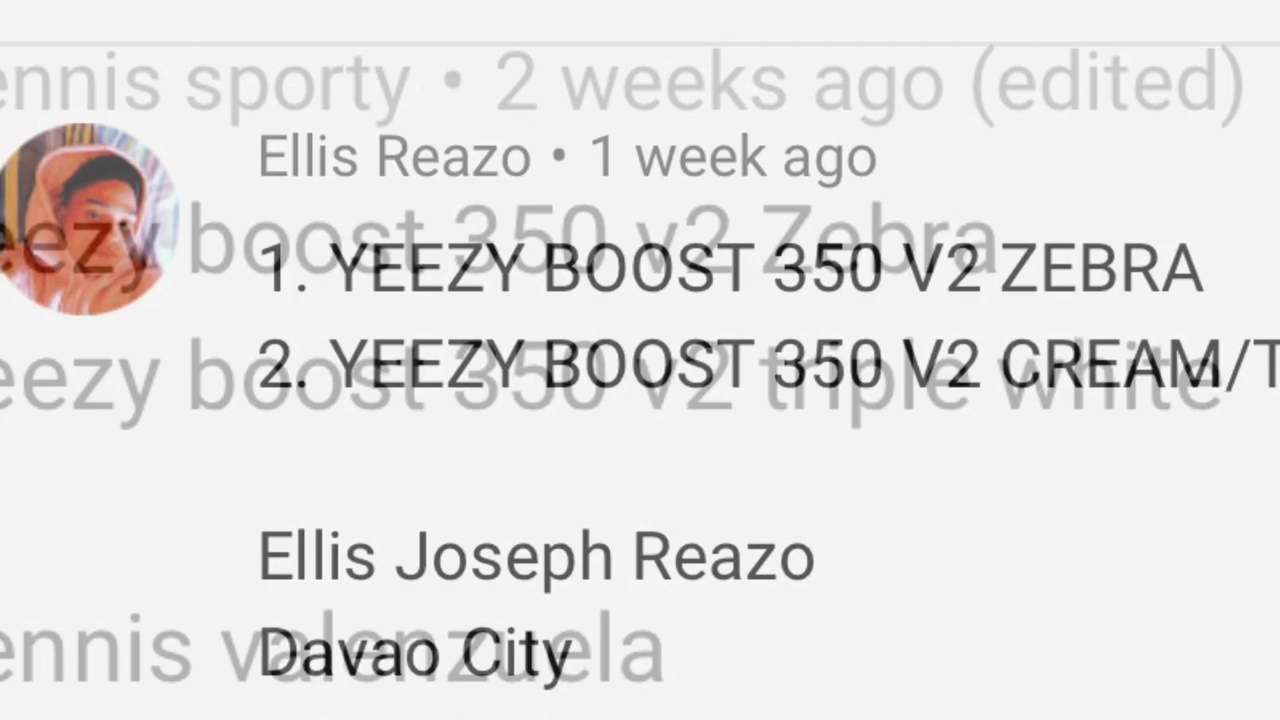 ennis sporty • 2 weeks ago (edited)
Ellis Reazo • 1 week ago
eezy boost 350 v2 Zebra
1. YEEZY BOOST 350 V2 ZEBRA
2. YEEZY BOOST 350 V2 CREAM/T
eezy boost 350 v2 triple white
Ellis Joseph Reazo
ennis valenzuela
Davao City